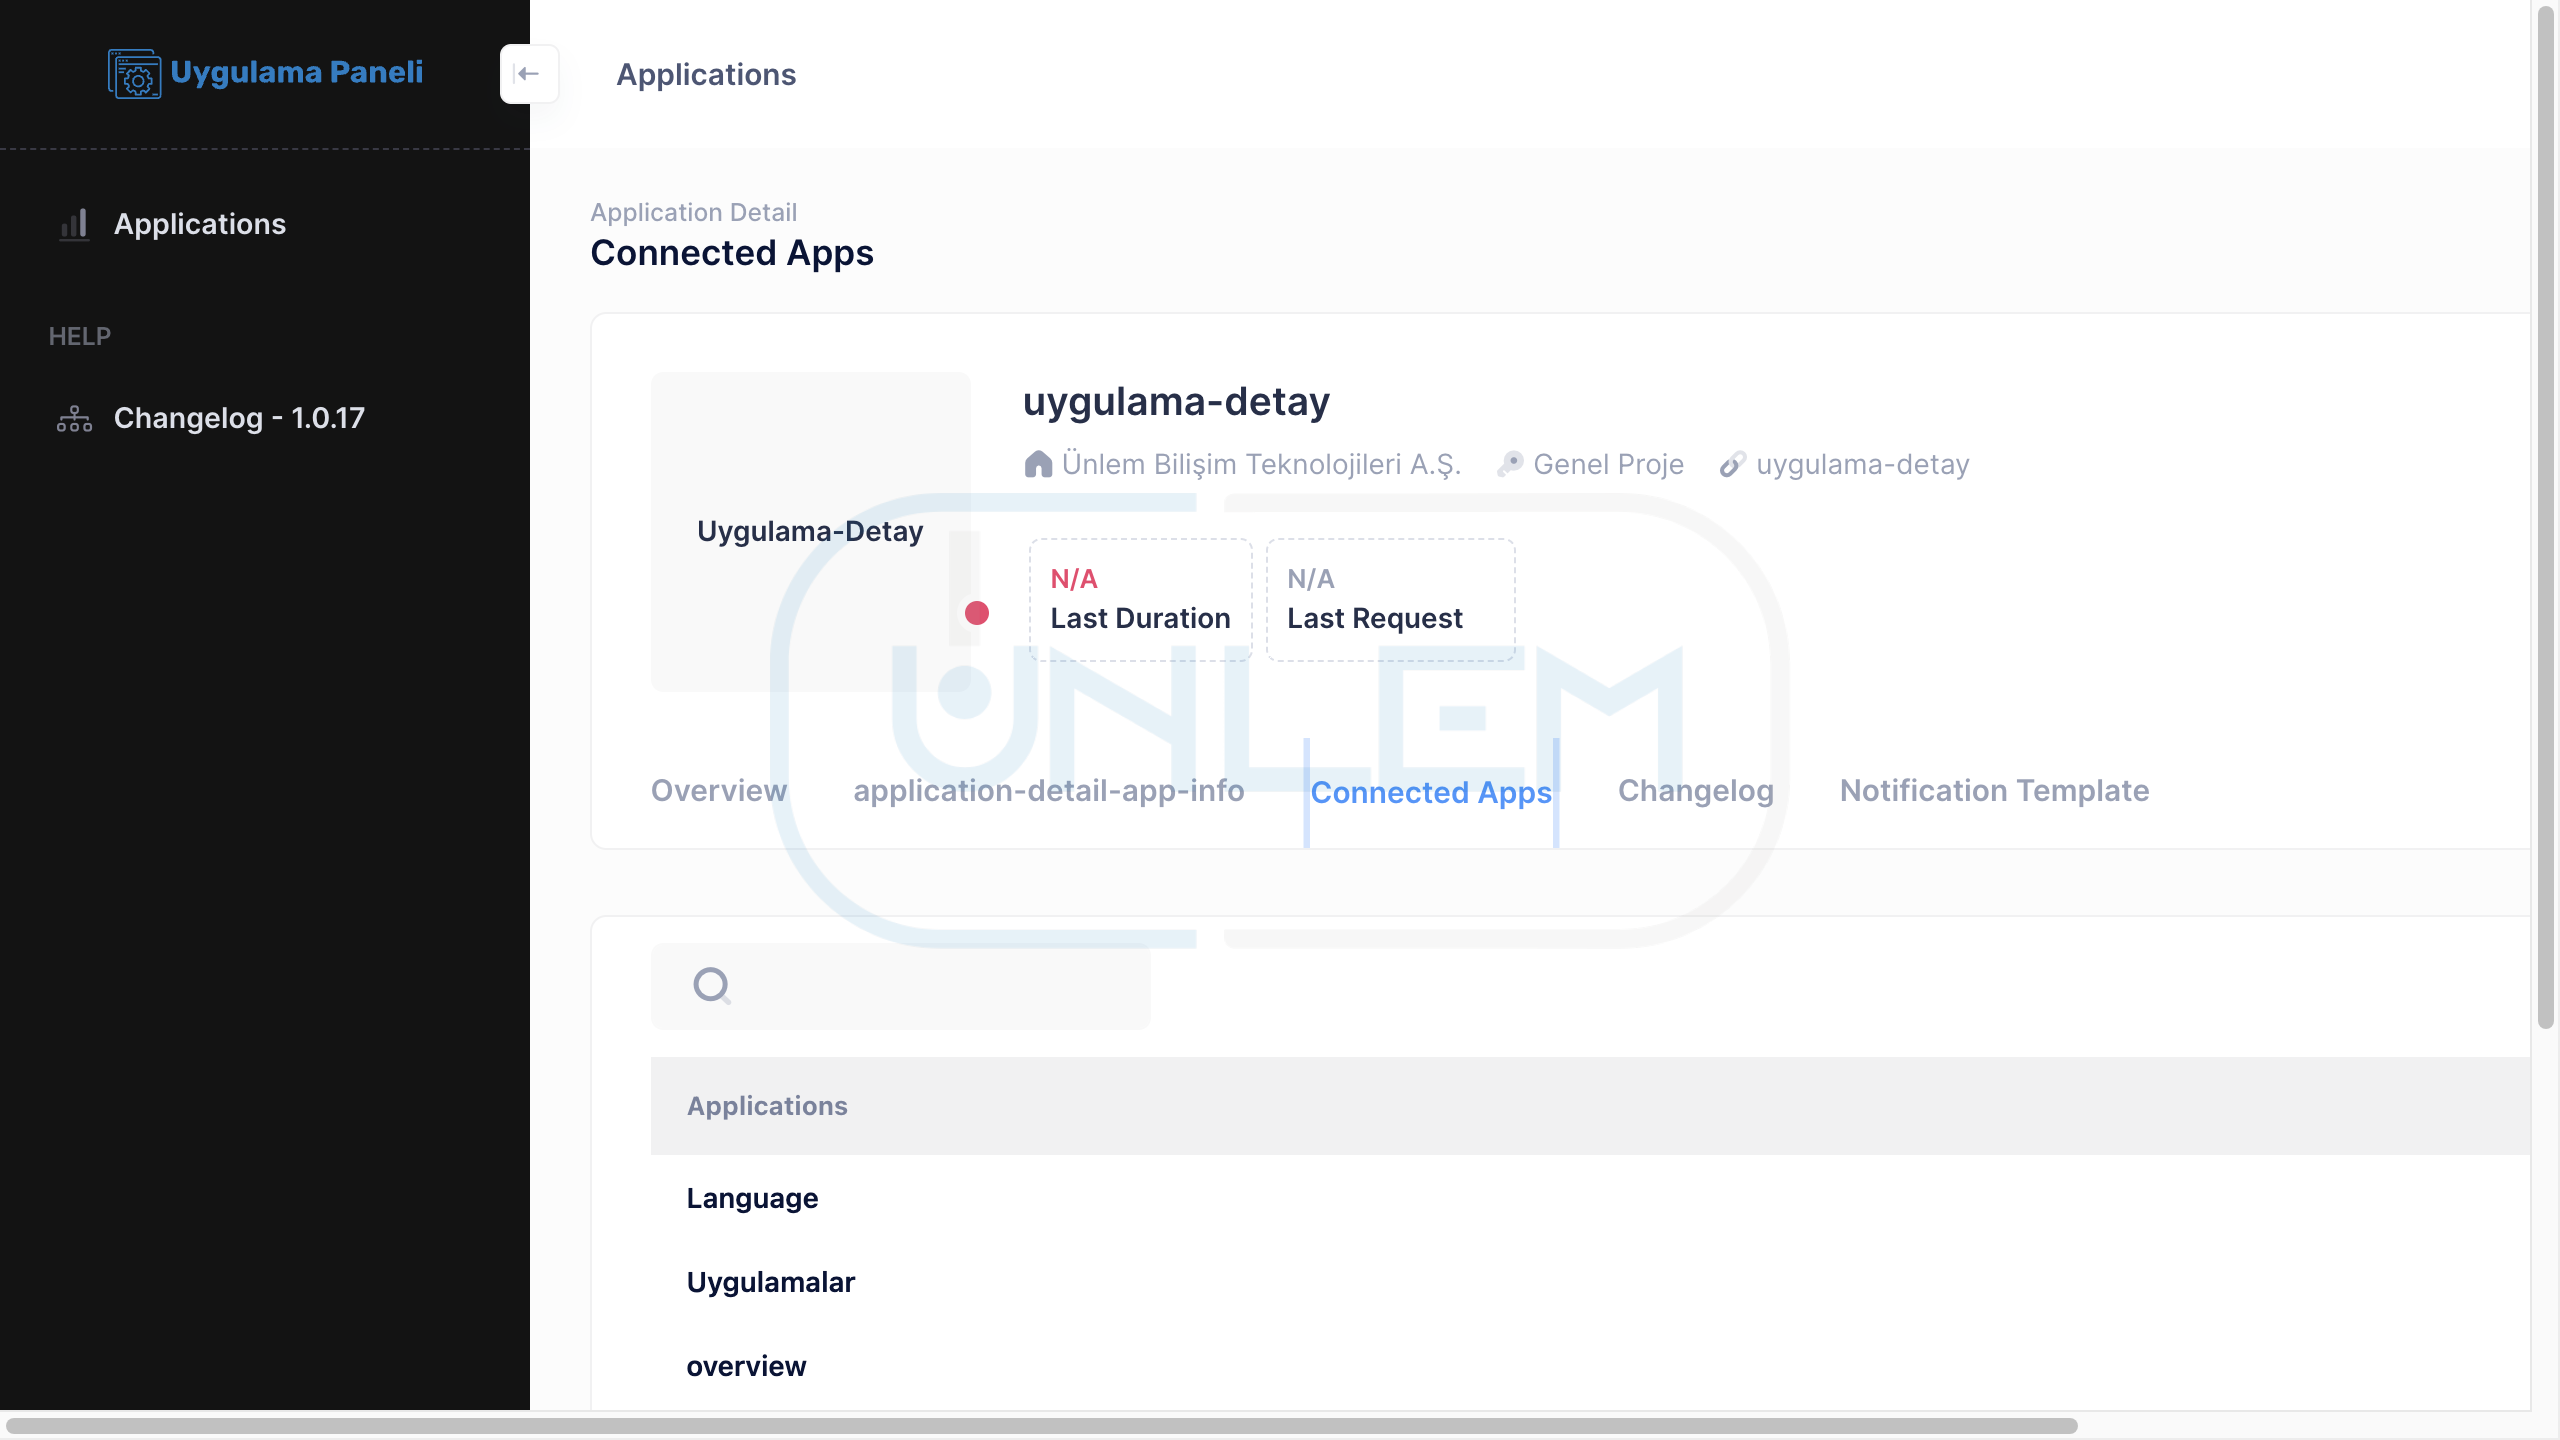 Uygulama Paneli
Applications
Applications
HELP
Changelog - 1.0.17
Application Detail
Connected Apps
Uygulama-Detay
uygulama-detay
Ünlem Bilişim Teknolojileri A.Ş. Genel Proje uygulama-detay
N/A
Last Duration
N/A
Last Request
UNLEM
Overview application-detail-app-info Connected Apps Changelog Notification Template
Applications
Language
Uygulamalar
overview